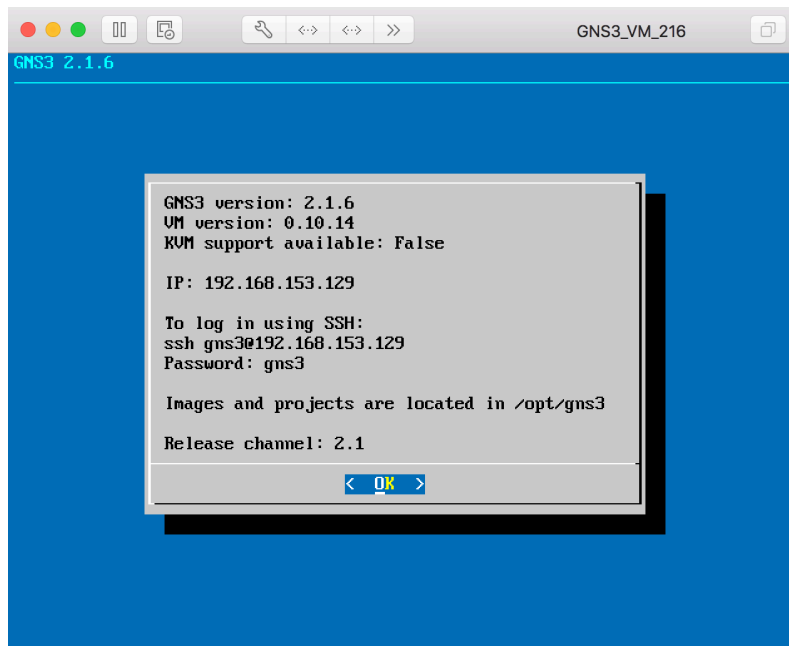 GNS3_VM_216
GNS3 2.1.6
GNS3 version: 2.1.6
VM version: 0.10.14
KVM support available: False
IP: 192.168.153.129
To log in using SSH:
ssh gns3@192.168.153.129
Password: gns3
Images and projects are located in /opt/gns3
Release channel: 2.1
< OK >